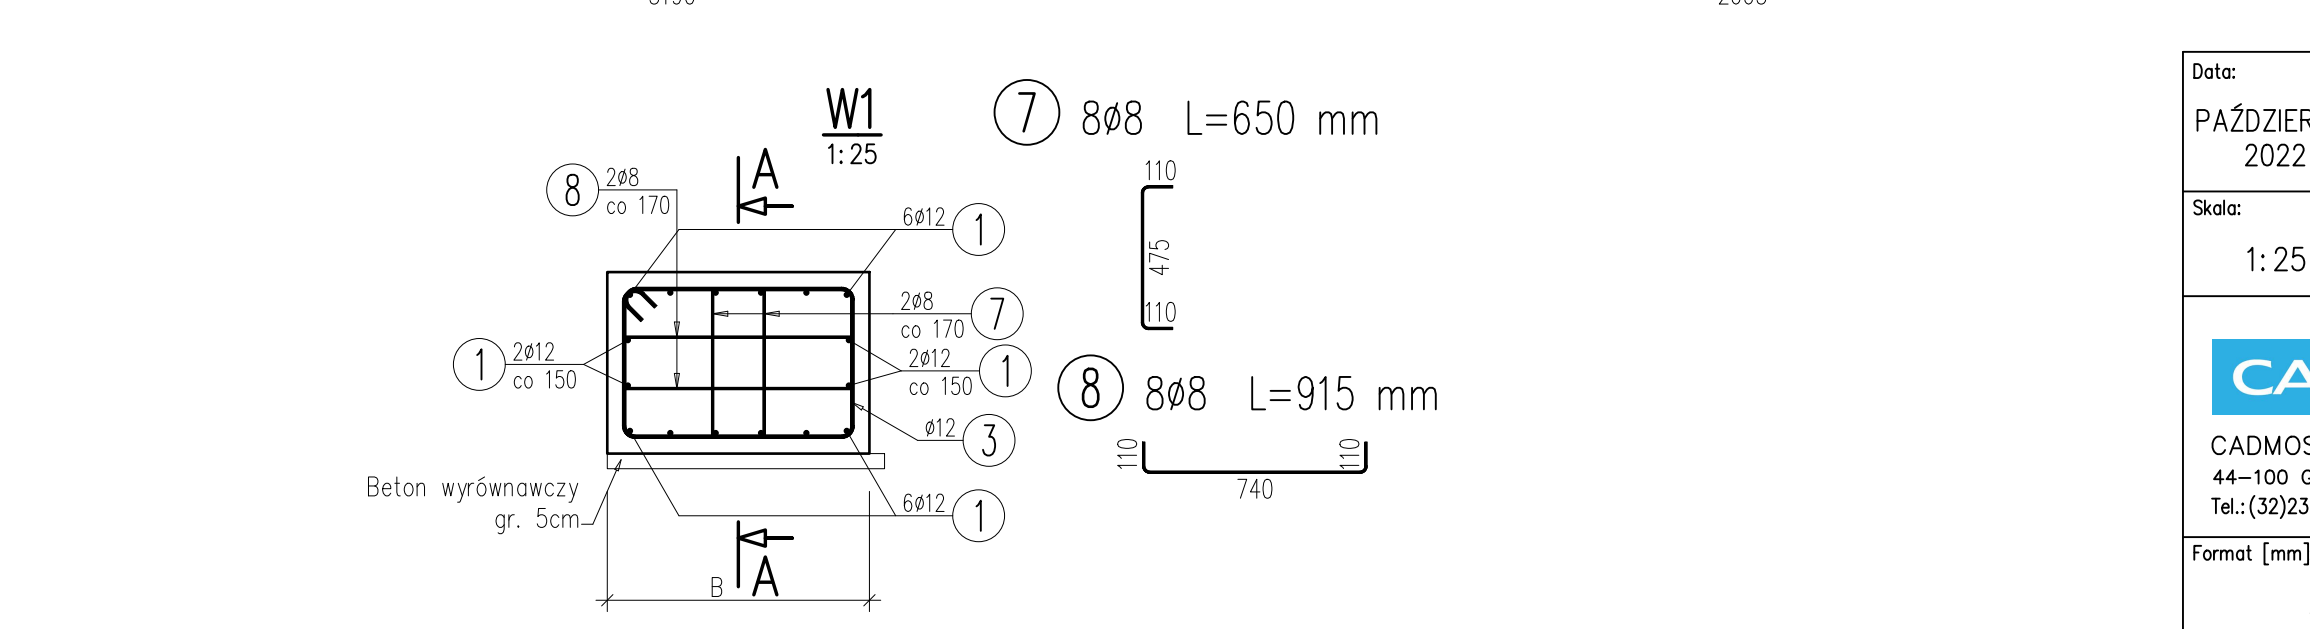 W1
1:25
7 8ø8 L=650 mm
110
475
110
8 8ø8 L=915 mm
110
110
740
A
8 2ø8
co 170
6ø12 1
2ø8
co 170 7
1 2ø12
co 150
2ø12
co 150 1
ø12 3
6ø12 1
Beton wyrównawczy
gr. 5cm
B
A
Data:
PAŹDZIER
2022
Skala:
1:25
CA
CADMOS
44-100 G
Tel.:(32)23
Format [mm]